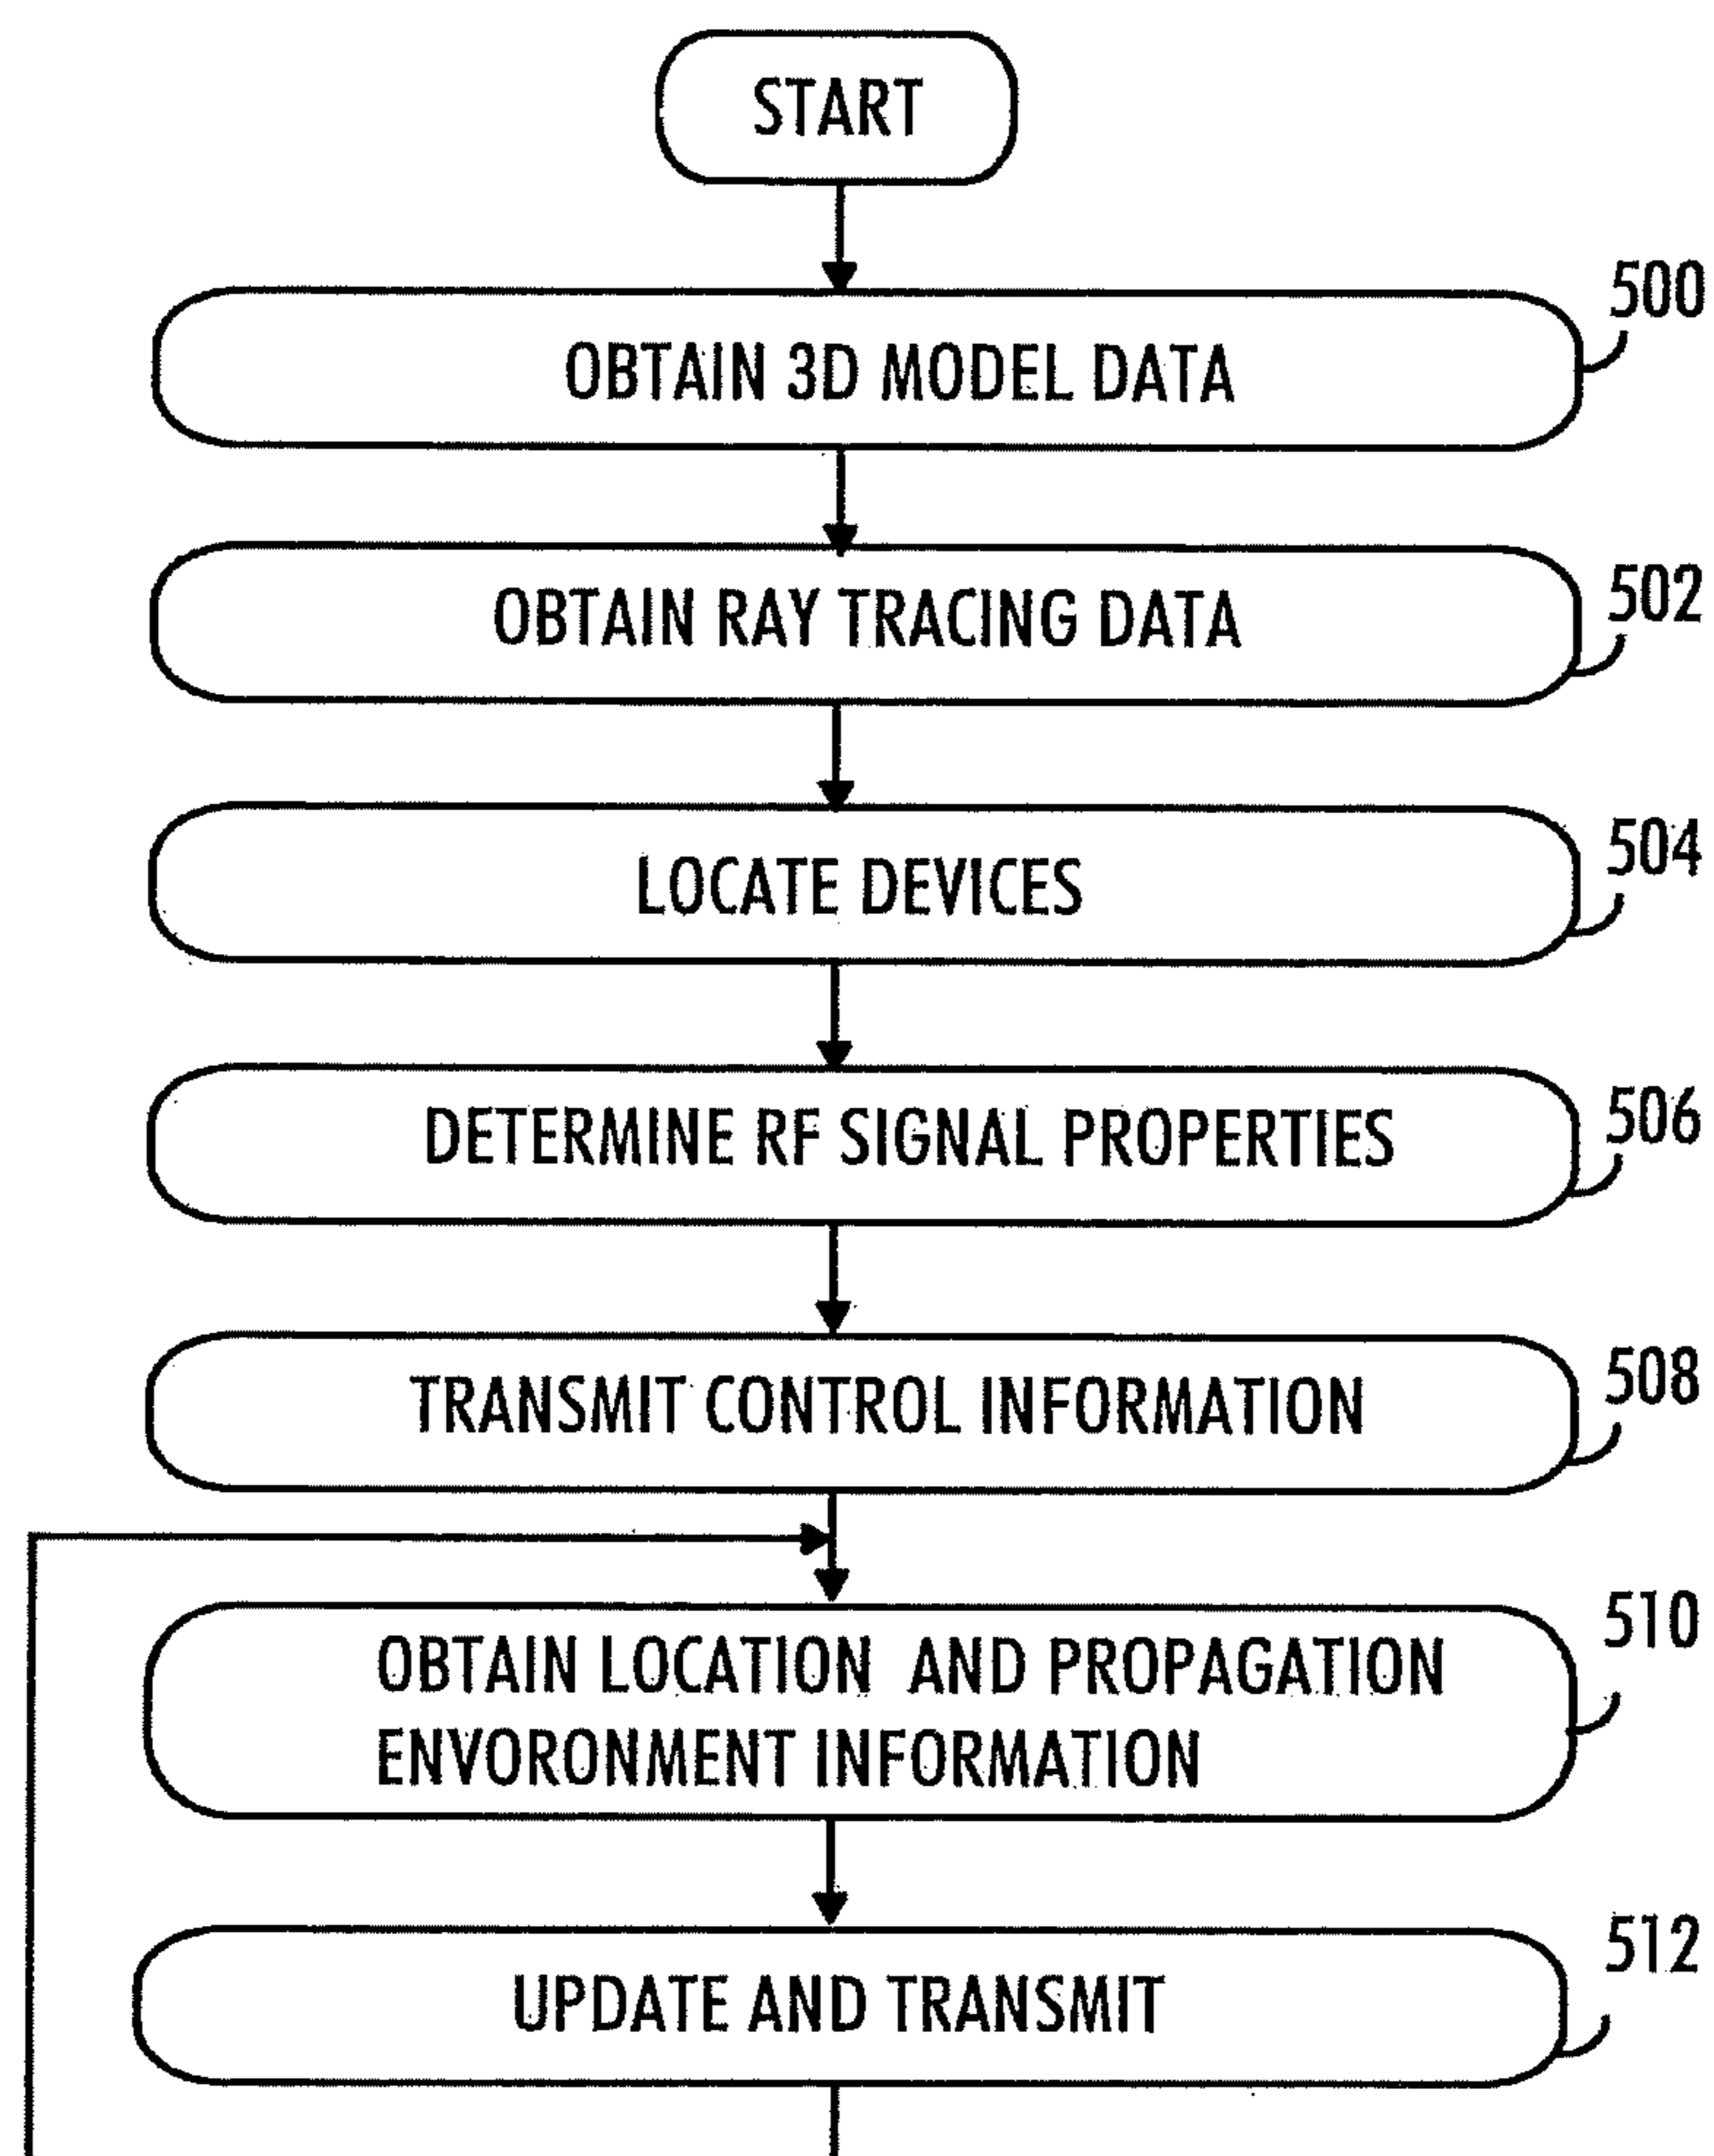 START
500
OBTAIN 3D MODEL DATA
502
OBTAIN RAY TRACING DATA
504
LOCATE DEVICES
506
DETERMINE RF SIGNAL PROPERTIES
508
TRANSMIT CONTROL INFORMATION
510
OBTAIN LOCATION AND PROPAGATION
ENVORONMENT INFORMATION
512
UPDATE AND TRANSMIT